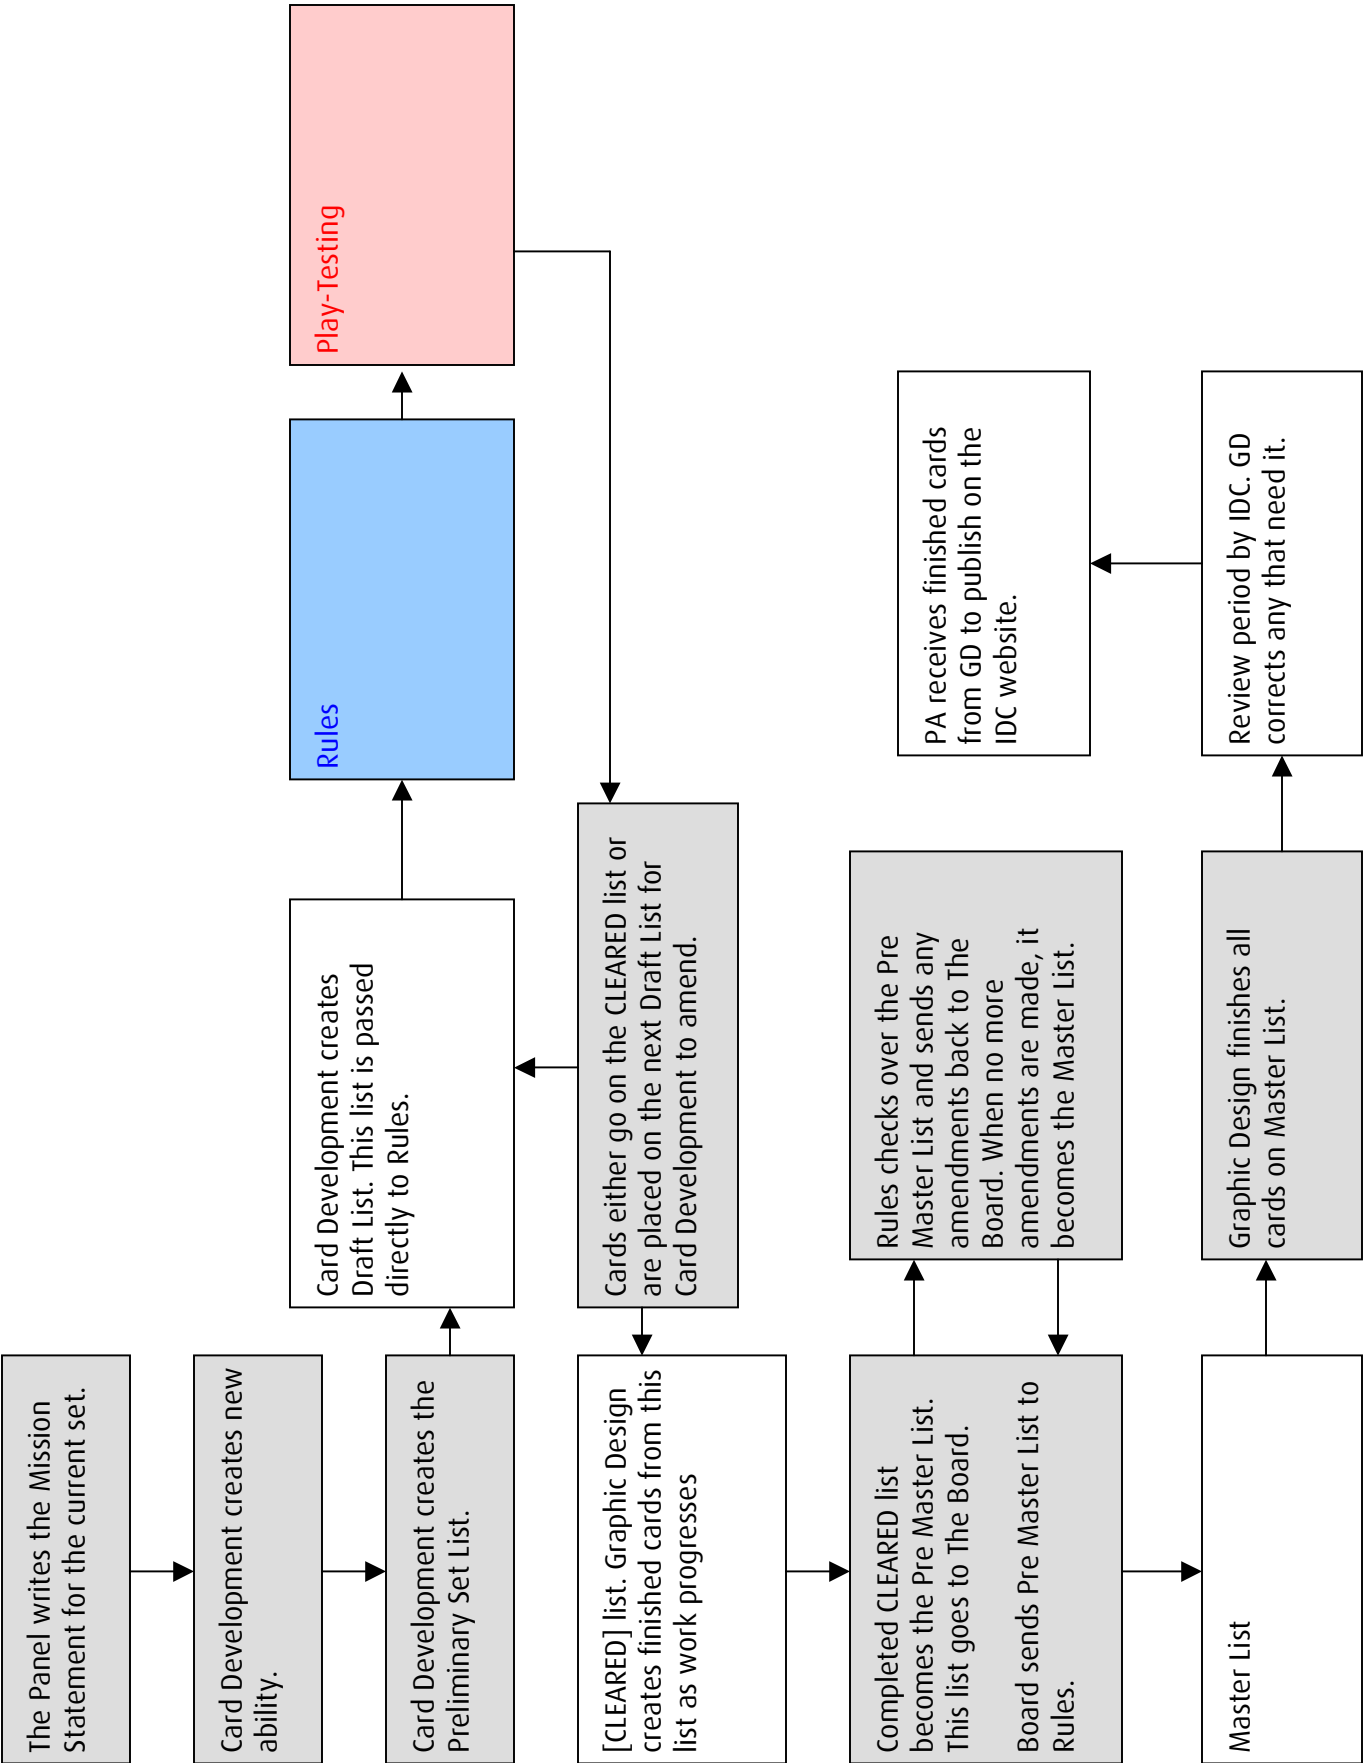 The Panel writes the Mission
Statement for the current set.
Card Development creates new
ability.
Card Development creates the
Preliminary Set List.
Card Development creates
Draft List. This list is passed
directly to Rules.
Rules
Play-Testing
Cards either go on the CLEARED list or
are placed on the next Draft List for
Card Development to amend.
[CLEARED] list. Graphic Design
creates finished cards from this
list as work progresses
Completed CLEARED list
becomes the Pre Master List.
This list goes to The Board.
Board sends Pre Master List to
Rules.
Rules checks over the Pre
Master List and sends any
amendments back to The
Board. When no more
amendments are made, it
becomes the Master List.
Master List
Graphic Design finishes all
cards on Master List.
Review period by IDC. GD
corrects any that need it.
PA receives finished cards
from GD to publish on the
IDC website.